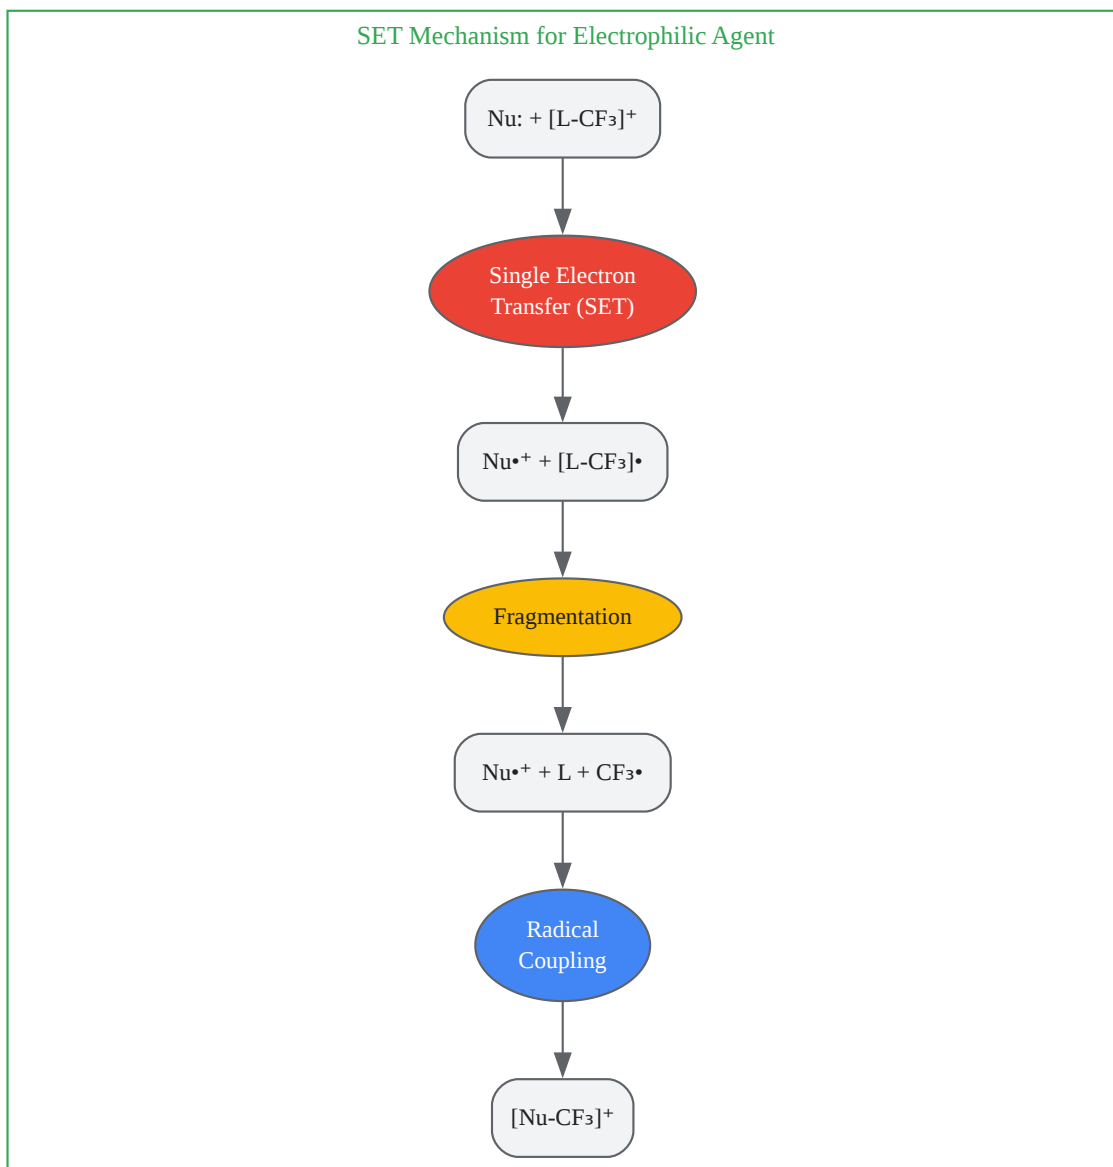 SET Mechanism for Electrophilic Agent
Nu: + [L-CF₃]⁺
Single Electron
Transfer (SET)
Nu•⁺ + [L-CF₃]•
Fragmentation
Nu•⁺ + L + CF₃•
Radical
Coupling
[Nu-CF₃]⁺